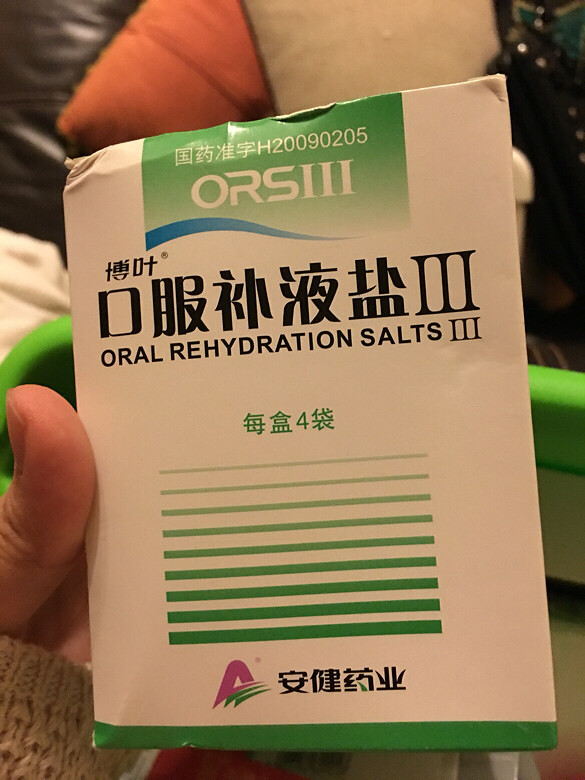 国药准字H20090205
ORSIII
博叶®
口服补液盐III
ORAL REHYDRATION SALTS III
每盒4袋
安健药业